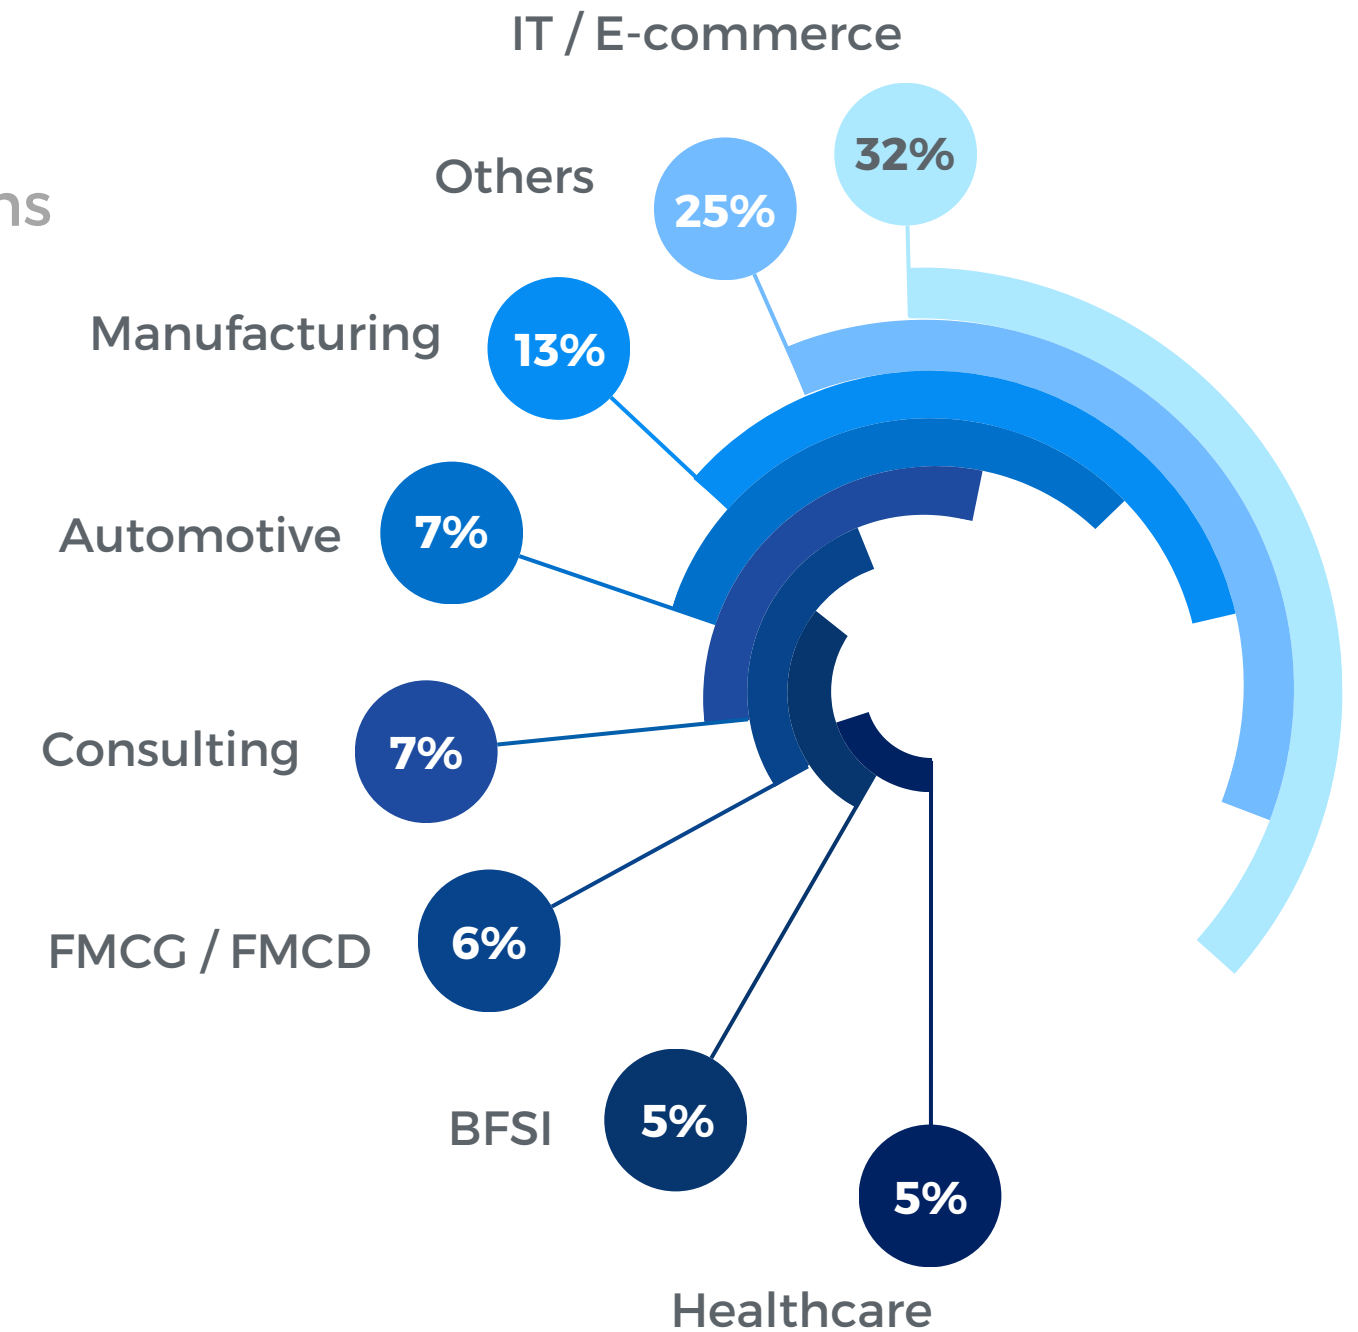 IT / E-commerce
32%
Others
25%
Manufacturing
13%
Automotive
7%
Consulting
7%
FMCG / FMCD
6%
BFSI
5%
5%
Healthcare